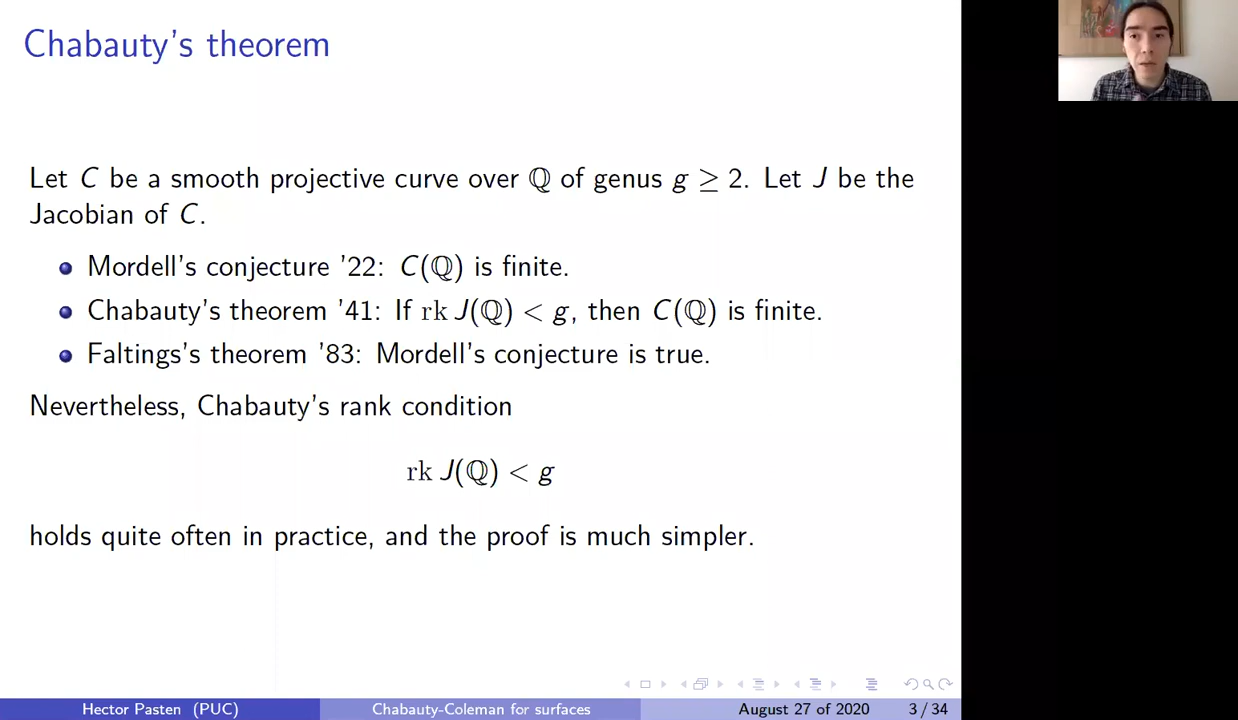 Chabauty's theorem
Let C be a smooth projective curve over ℚ of genus g ≥ 2. Let J be the
Jacobian of C.
Mordell's conjecture '22: C(ℚ) is finite.
Chabauty's theorem '41: If rk J(ℚ) < g, then C(ℚ) is finite.
Faltings's theorem '83: Mordell's conjecture is true.
Nevertheless, Chabauty's rank condition
rk J(ℚ) < g
holds quite often in practice, and the proof is much simpler.
Hector Pasten (PUC) Chabauty-Coleman for surfaces August 27 of 2020 3 / 34